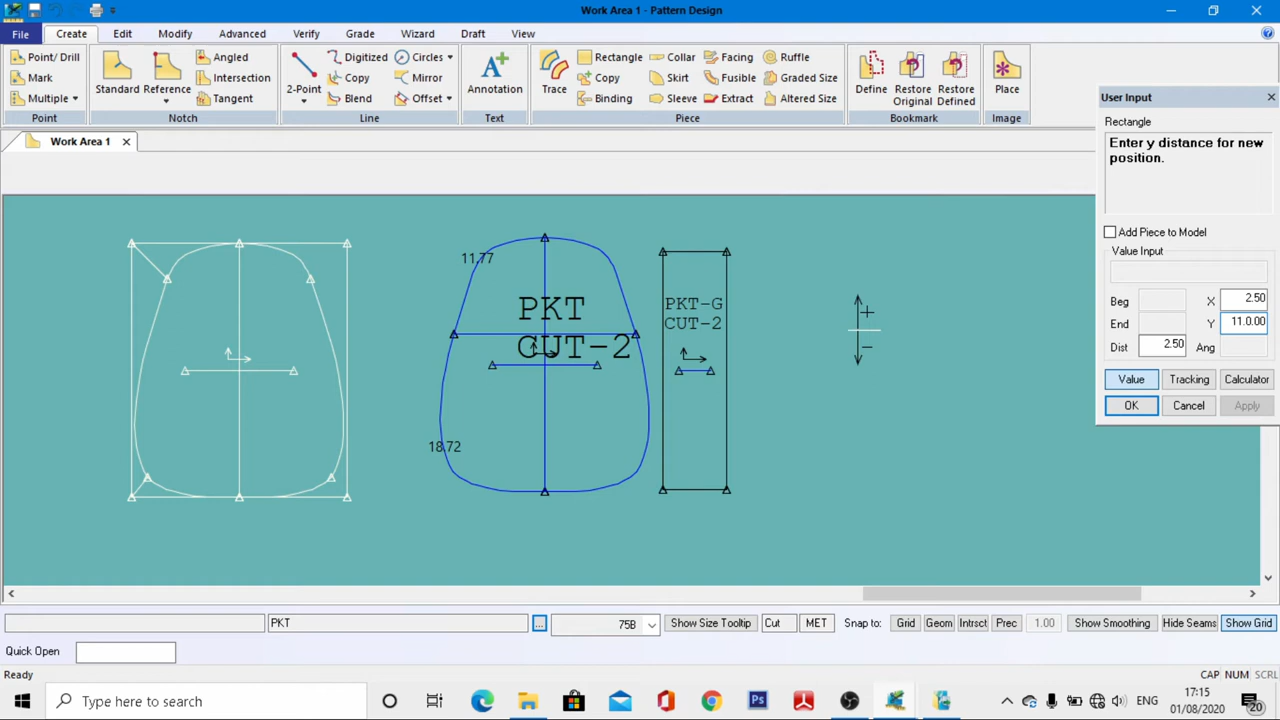 Work Area 1 - Pattern Design
File Create Edit Modify Advanced Verify Grade Wizard Draft View
Point/ Drill
Mark
Multiple
Point
Standard
Reference
Angled
Intersection
Tangent
Notch
2-Point
Digitized
Copy
Blend
Circles
Mirror
Offset
Line
Annotation
Text
Trace
Rectangle
Copy
Binding
Collar
Skirt
Sleeve
Facing
Fusible
Extract
Ruffle
Graded Size
Altered Size
Piece
Define
Restore Original
Restore Defined
Bookmark
Place
Image
Work Area 1
User Input
Rectangle
Enter y distance for new
position.
Add Piece to Model
Value Input
Beg X 2.50
End Y 11.0.00
Dist 2.50 Ang
Value Tracking Calculator
OK Cancel Apply
11.77
PKT
CUT-2
18.72
PKT-G
CUT-2
+
−
PKT ... 75B Show Size Tooltip Cut MET Snap to: Grid Geom Intrsct Prec 1.00 Show Smoothing Hide Seams Show Grid
Quick Open
Ready CAP NUM SCRL
Type here to search
Ps
ENG
17:15
01/08/2020
20